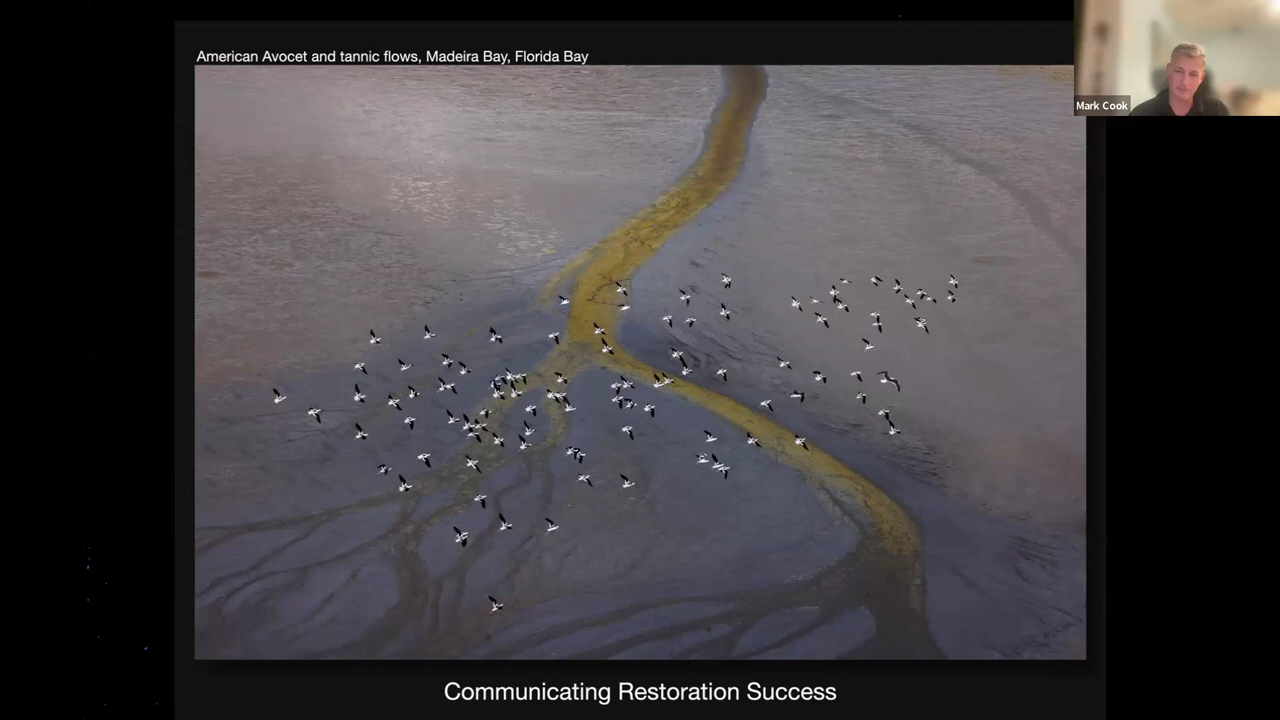 American Avocet and tannic flows, Madeira Bay, Florida Bay
Mark Cook
Communicating Restoration Success